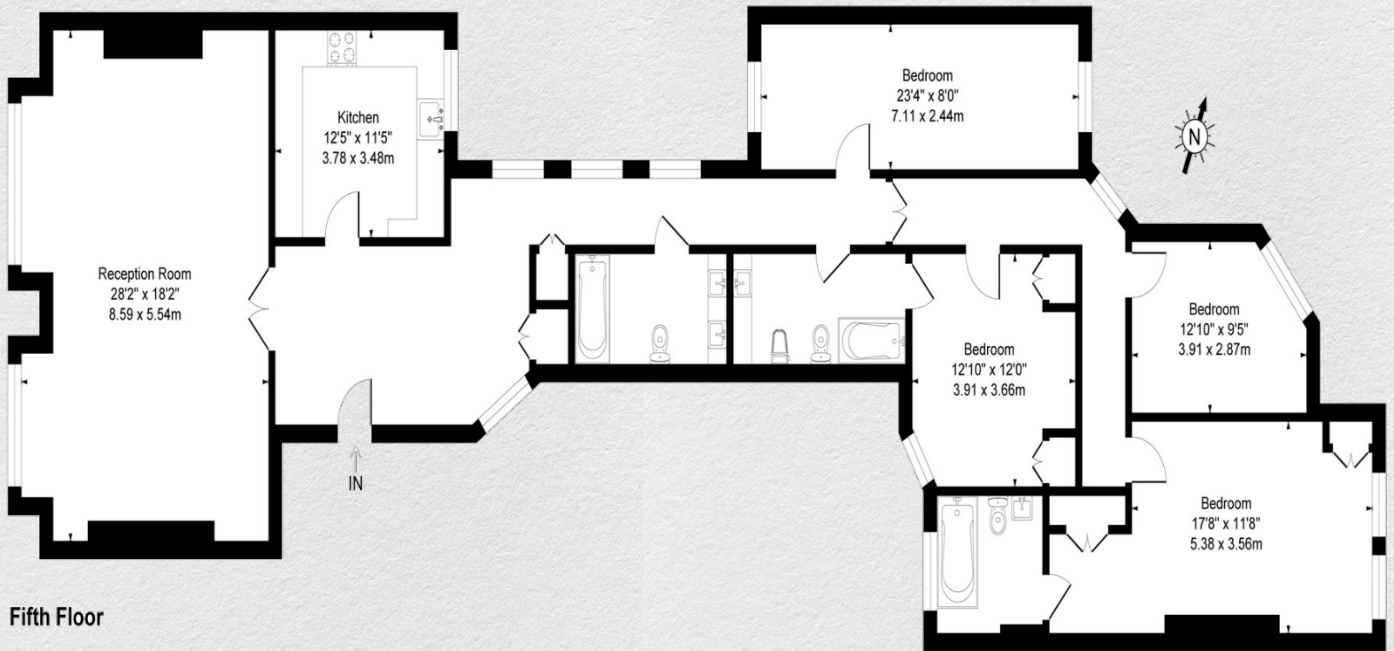 Bedroom
23'4" x 8'0"
7.11 x 2.44m
Kitchen
12'5" x 11'5"
3.78 x 3.48m
N
Reception Room
28'2" x 18'2"
8.59 x 5.54m
Bedroom
12'10" x 9'5"
3.91 x 2.87m
Bedroom
12'10" x 12'0"
3.91 x 3.66m
IN
Bedroom
17'8" x 11'8"
5.38 x 3.56m
Fifth Floor